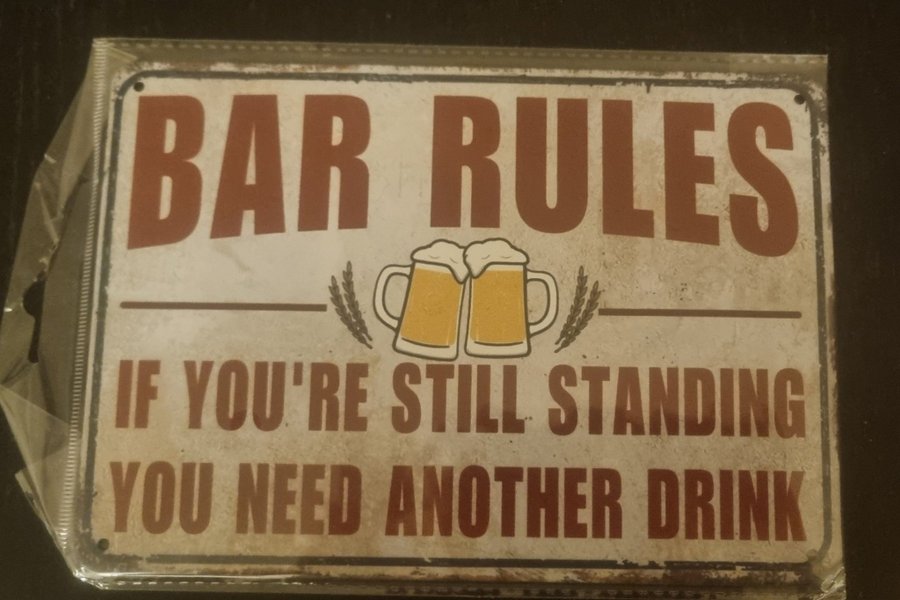 BAR RULES
IF YOU'RE STILL STANDING
YOU NEED ANOTHER DRINK